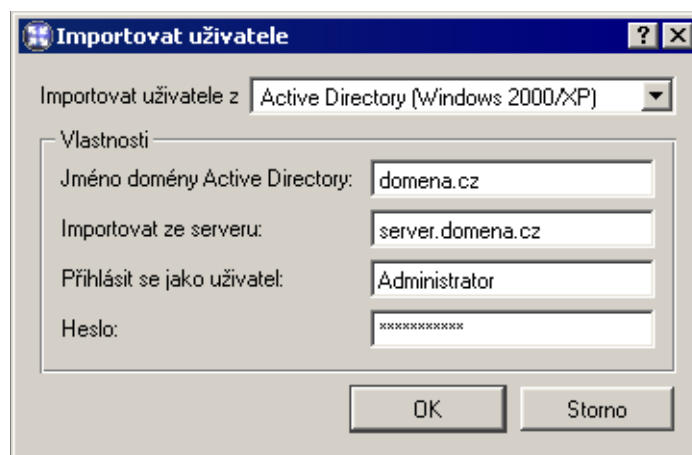 Importovat uživatele
Importovat uživatele z Active Directory (Windows 2000/XP)
Vlastnosti
Jméno domény Active Directory: domena.cz
Importovat ze serveru: server.domena.cz
Přihlásit se jako uživatel: Administrator
Heslo: ***********
OK Storno